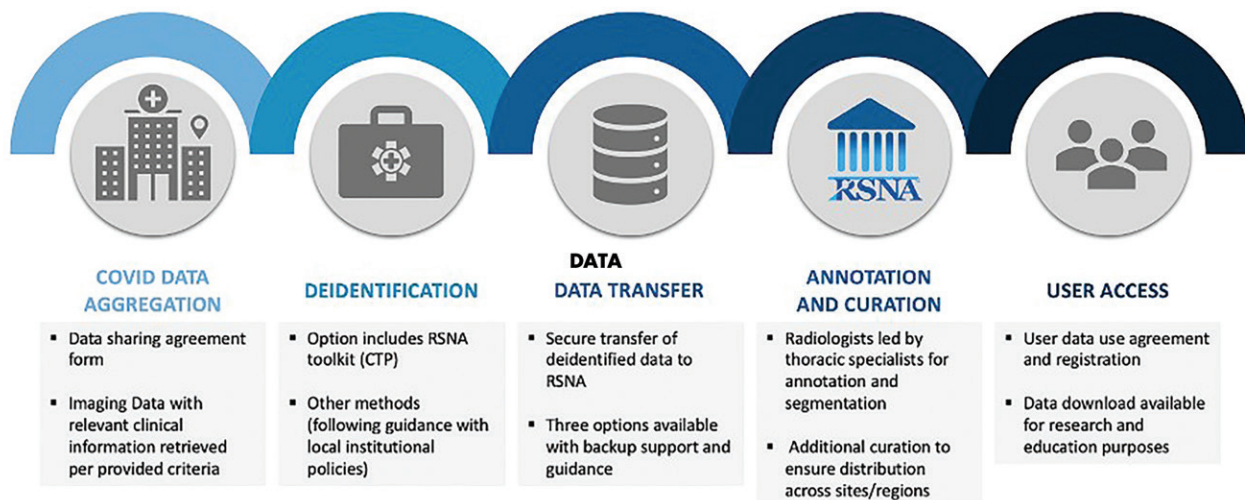 RSNA
COVID DATA
AGGREGATION
▪ Data sharing agreement
form
▪ Imaging Data with
relevant clinical
information retrieved
per provided criteria
DEIDENTIFICATION
▪ Option includes RSNA
toolkit (CTP)
▪ Other methods
(following guidance with
local institutional
policies)
DATA
DATA TRANSFER
▪ Secure transfer of
deidentified data to
RSNA
▪ Three options available
with backup support and
guidance
ANNOTATION
AND CURATION
▪ Radiologists led by
thoracic specialists for
annotation and
segmentation
▪ Additional curation to
ensure distribution
across sites/regions
USER ACCESS
▪ User data use agreement
and registration
▪ Data download available
for research and
education purposes